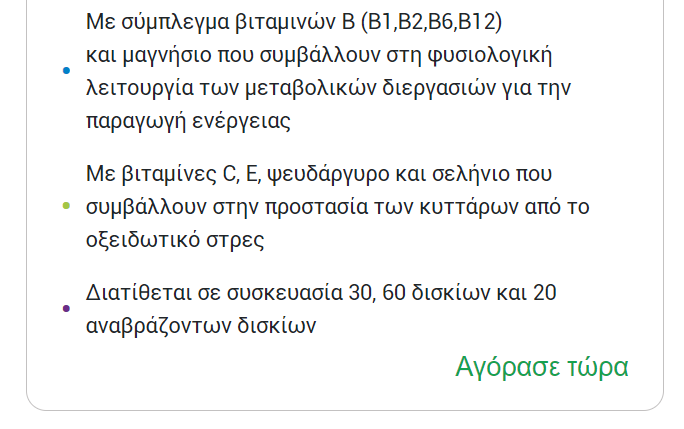 Με σύμπλεγμα βιταμινών Β (Β1,Β2,Β6,Β12)
και μαγνήσιο που συμβάλλουν στη φυσιολογική
λειτουργία των μεταβολικών διεργασιών για την
παραγωγή ενέργειας
Με βιταμίνες C, E, ψευδάργυρο και σελήνιο που
συμβάλλουν στην προστασία των κυττάρων από το
οξειδωτικό στρες
Διατίθεται σε συσκευασία 30, 60 δισκίων και 20
αναβράζοντων δισκίων
Αγόρασε τώρα